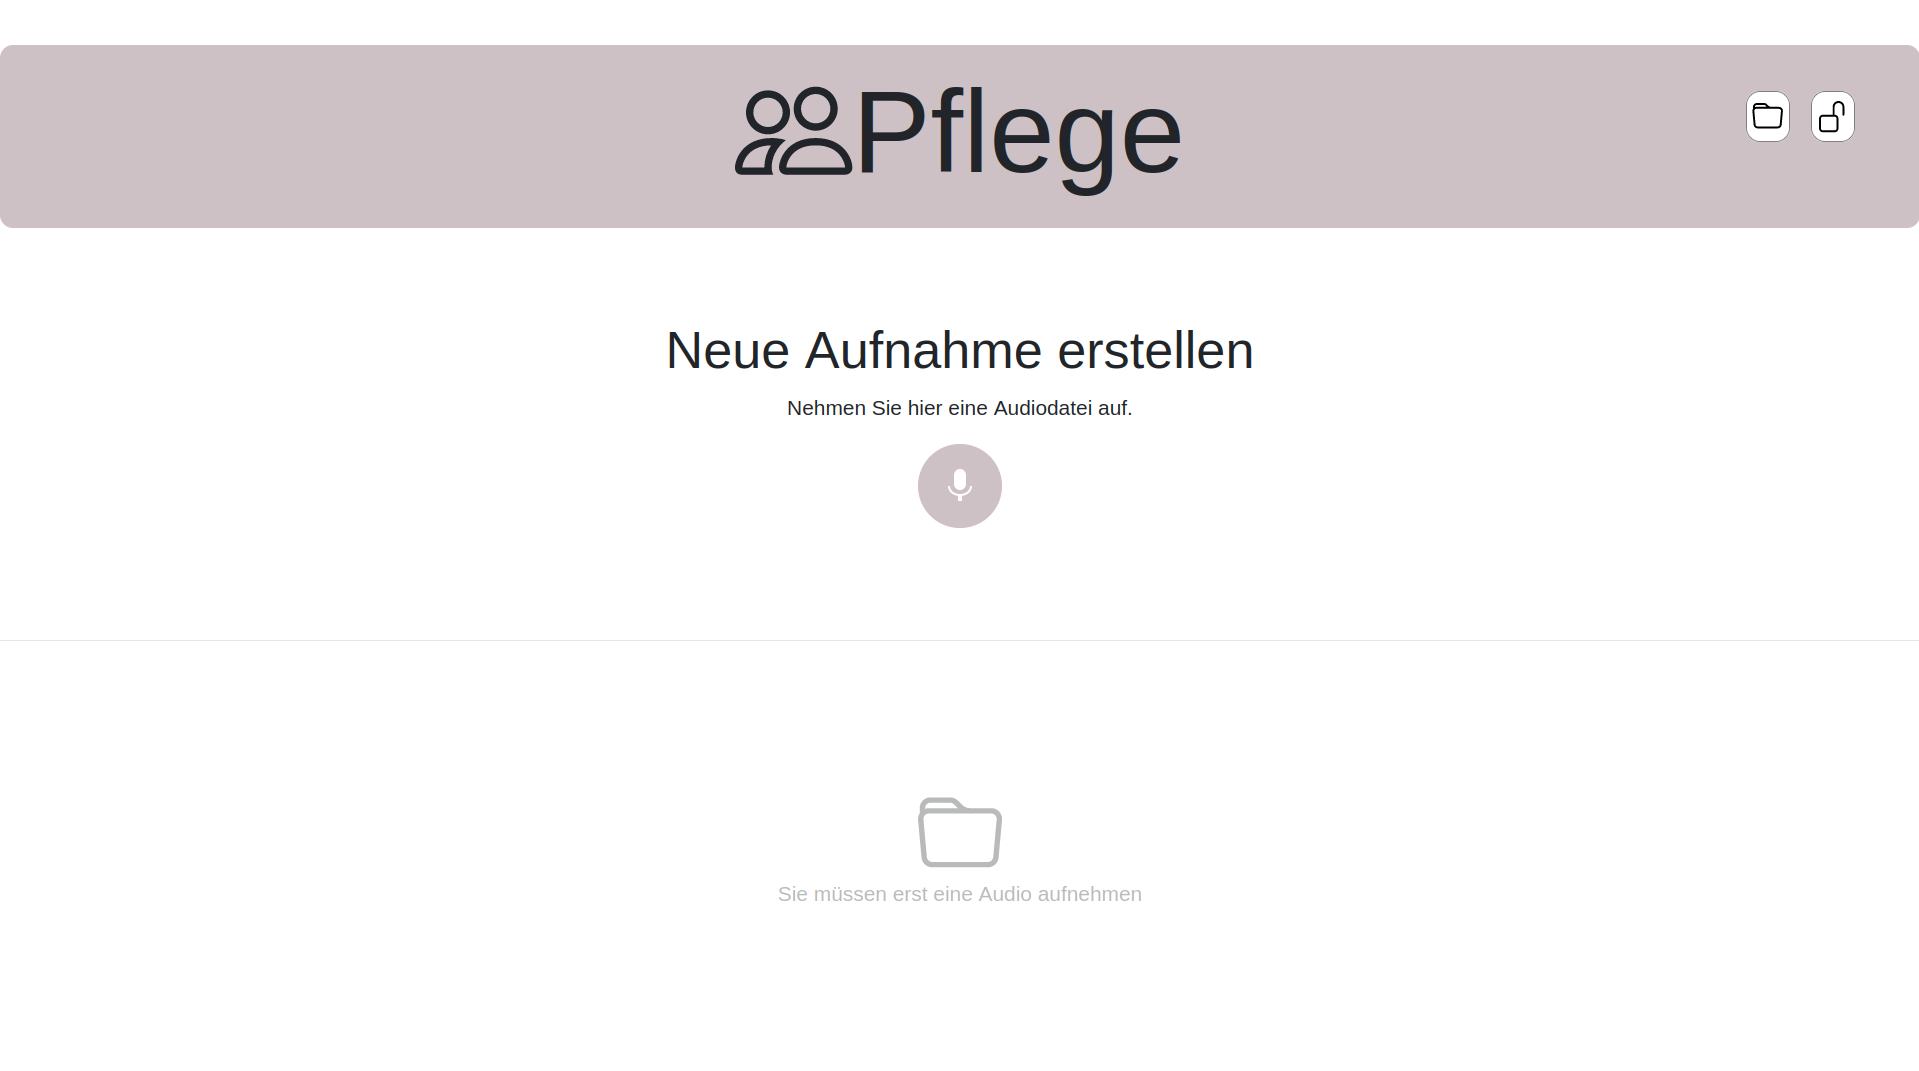 Pflege
Neue Aufnahme erstellen
Nehmen Sie hier eine Audiodatei auf.
Sie müssen erst eine Audio aufnehmen